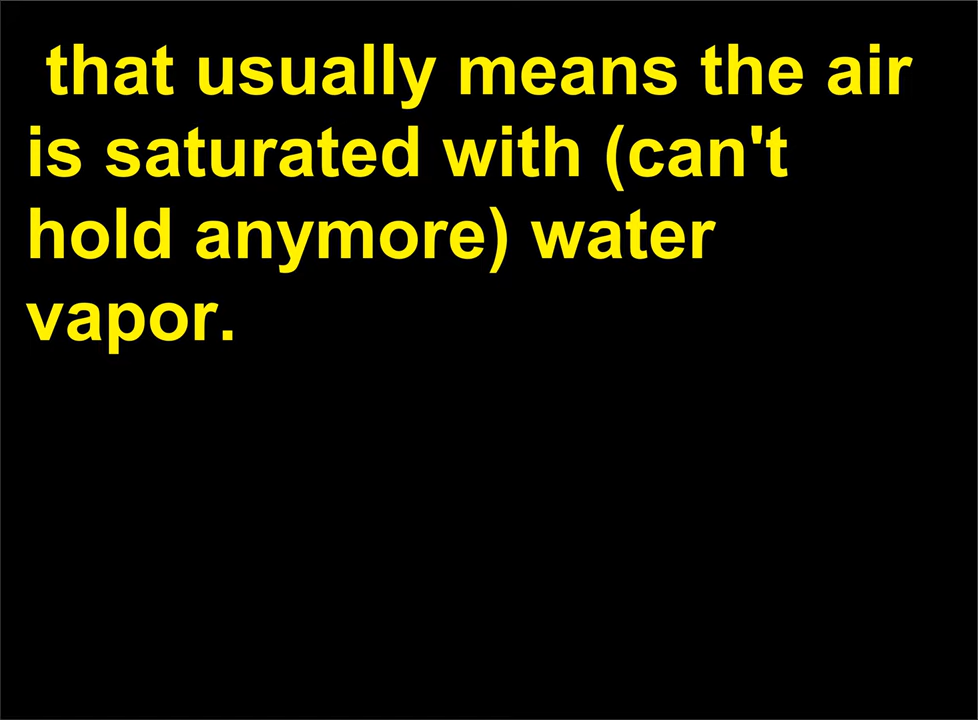 that usually means the air
is saturated with (can't
hold anymore) water
vapor.